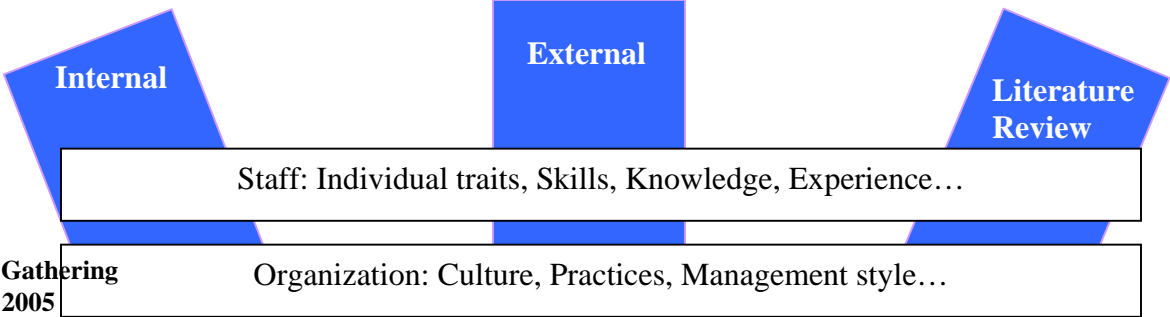 Internal
External
Literature
Review
Staff: Individual traits, Skills, Knowledge, Experience…
Gathering
2005
Organization: Culture, Practices, Management style…